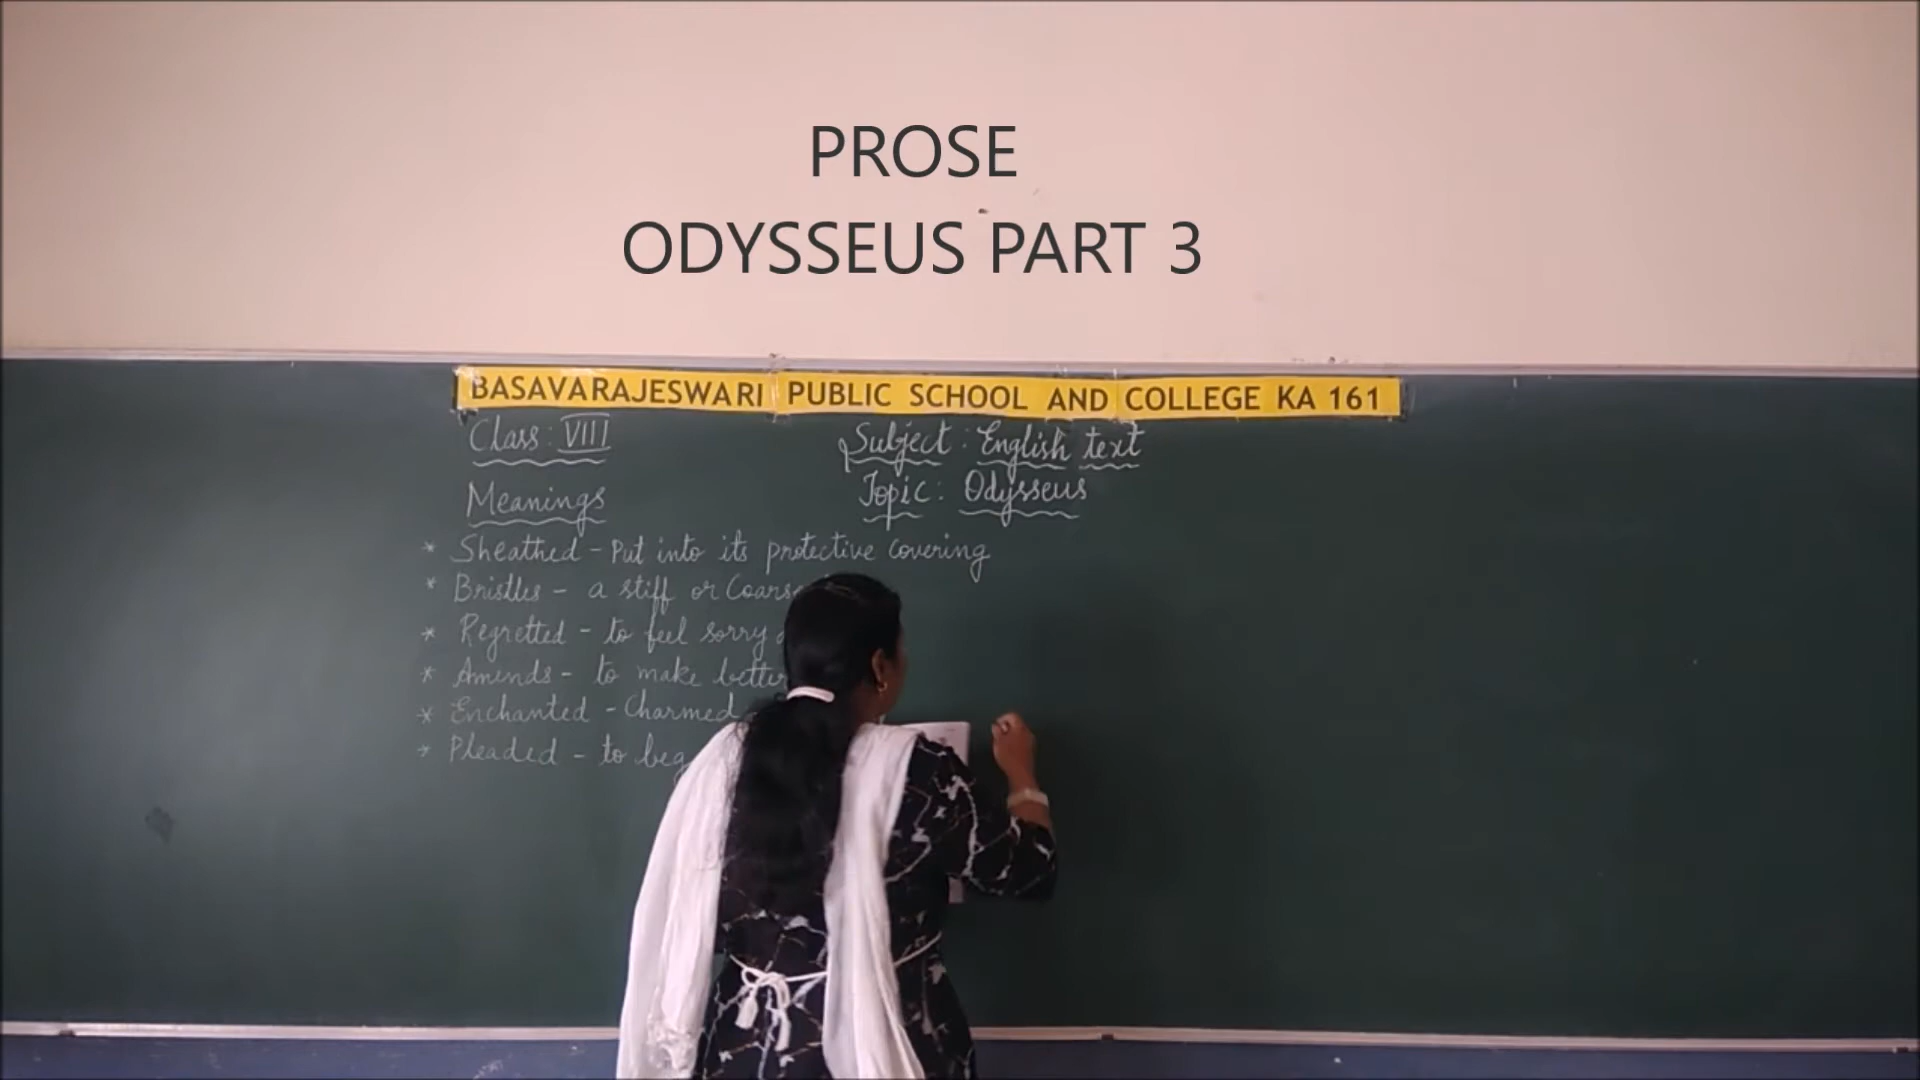 PROSE
ODYSSEUS PART 3
BASAVARAJESWARI PUBLIC SCHOOL AND COLLEGE KA 161
Class: VIII
Subject: English text
Topic: Odysseus
Meanings
* Sheathed - Put into its protective covering
* Bristles - a stiff or Coarse
* Regretted - to feel sorry
* Amends - to make better
* Enchanted - Charmed
* Pleaded - to beg